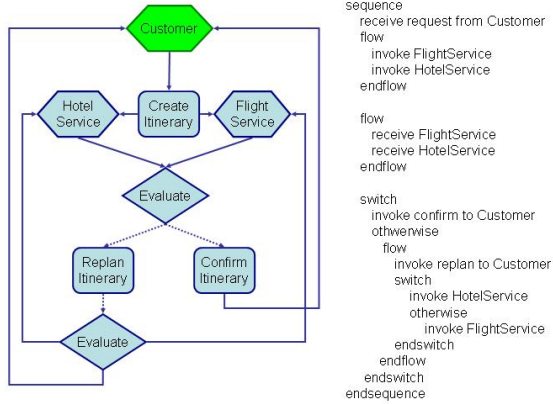 Customer
Hotel
Service
Create
Itinerary
Flight
Service
Evaluate
Replan
Itinerary
Confirm
Itinerary
Evaluate
sequence
receive request from Customer
flow
invoke FlightService
invoke HotelService
endflow
flow
receive FlightService
receive HotelService
endflow
switch
invoke confirm to Customer
othwerwise
flow
invoke replan to Customer
switch
invoke HotelService
otherwise
invoke FlightService
endswitch
endflow
endswitch
endsequence